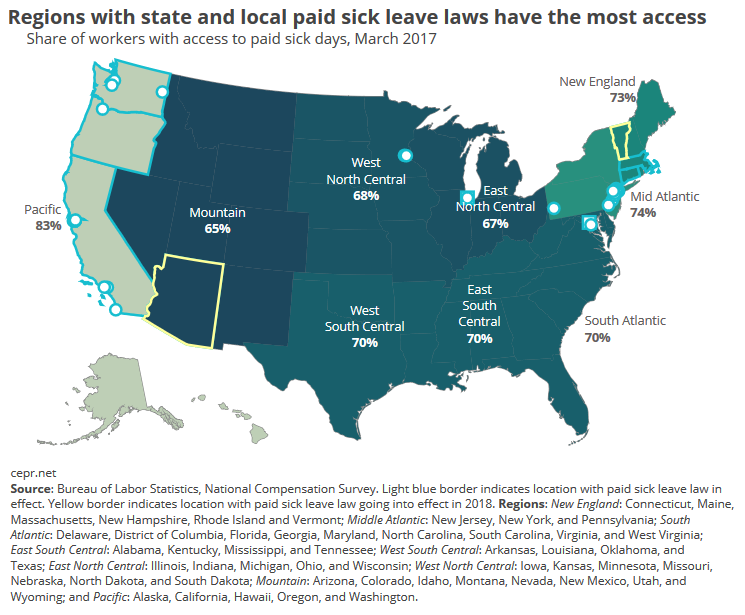 Regions with state and local paid sick leave laws have the most access
Share of workers with access to paid sick days, March 2017
New England
73%
West
North Central
68%
East
North Central
67%
Mid Atlantic
74%
Pacific
83%
Mountain
65%
West
South Central
70%
East
South
Central
70%
South Atlantic
70%
cepr.net
Source: Bureau of Labor Statistics, National Compensation Survey. Light blue border indicates location with paid sick leave law in
effect. Yellow border indicates location with paid sick leave law going into effect in 2018. Regions: New England: Connecticut, Maine,
Massachusetts, New Hampshire, Rhode Island and Vermont; Middle Atlantic: New Jersey, New York, and Pennsylvania; South
Atlantic: Delaware, District of Columbia, Florida, Georgia, Maryland, North Carolina, South Carolina, Virginia, and West Virginia;
East South Central: Alabama, Kentucky, Mississippi, and Tennessee; West South Central: Arkansas, Louisiana, Oklahoma, and
Texas; East North Central: Illinois, Indiana, Michigan, Ohio, and Wisconsin; West North Central: Iowa, Kansas, Minnesota, Missouri,
Nebraska, North Dakota, and South Dakota; Mountain: Arizona, Colorado, Idaho, Montana, Nevada, New Mexico, Utah, and
Wyoming; and Pacific: Alaska, California, Hawaii, Oregon, and Washington.